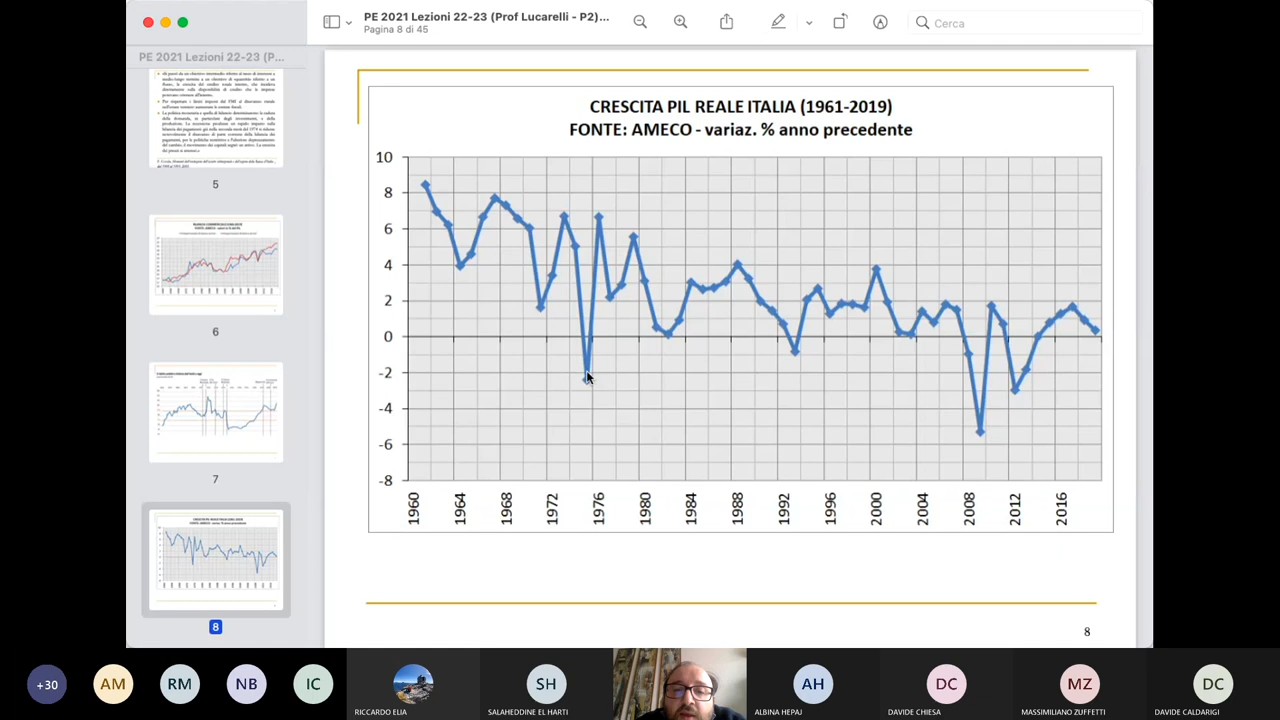 PE 2021 Lezioni 22-23 (Prof Lucarelli - P2)...
Pagina 8 di 45
Cerca
PE 2021 Lezioni 22-23 (P...
5
6
7
8
CRESCITA PIL REALE ITALIA (1961-2019)
FONTE: AMECO - variaz. % anno precedente
10
8
6
4
2
0
-2
-4
-6
-8
1960 1964 1968 1972 1976 1980 1984 1988 1992 1996 2000 2004 2008 2012 2016
8
+30 AM RM NB IC SH AH DC MZ DC
RICCARDO ELIA SALAHEDDINE EL HARTI ALBINA HEPAJ DAVIDE CHIESA MASSIMILIANO ZUFFETTI DAVIDE CALDARIGI